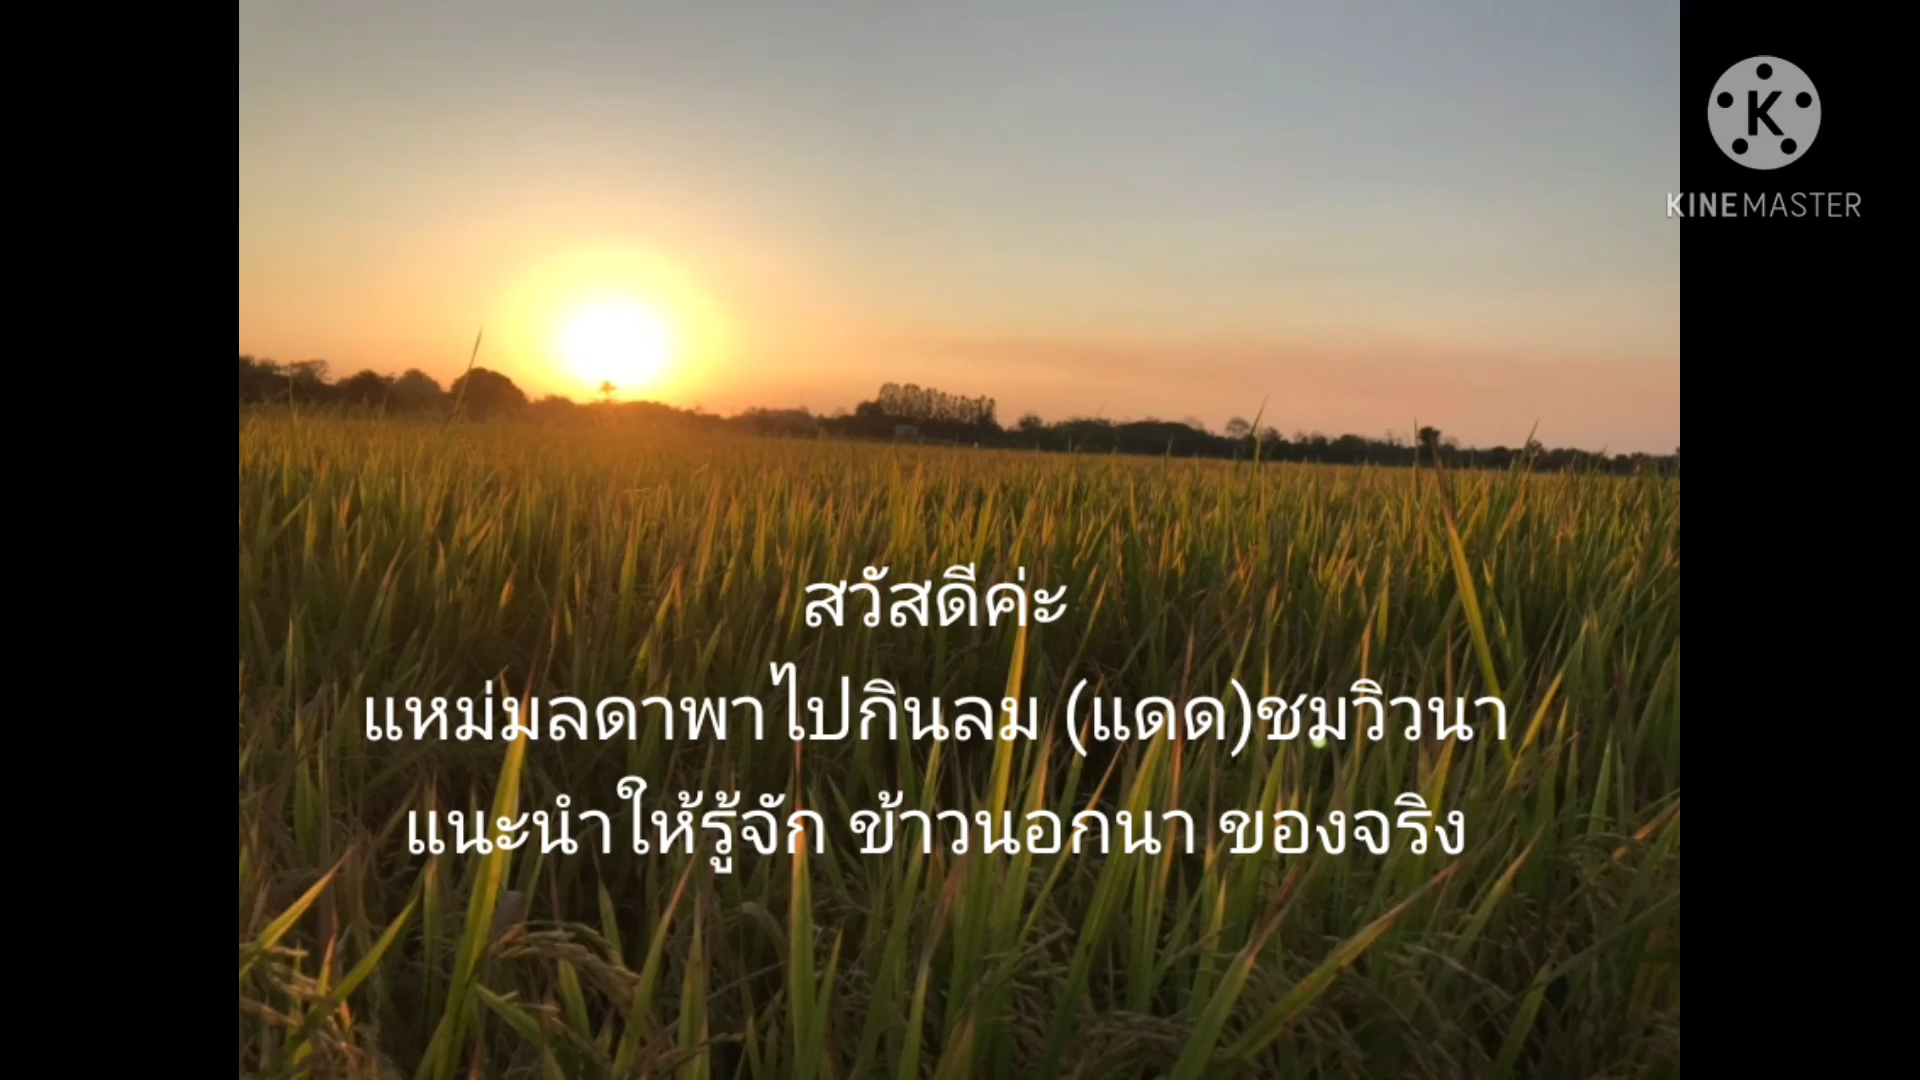 K
KINEMASTER
สวัสดีค่ะ
แหม่มลดาพาไปกินลม (แดด)ชมวิวนา
แนะนำให้รู้จัก ข้าวนอกนา ของจริง